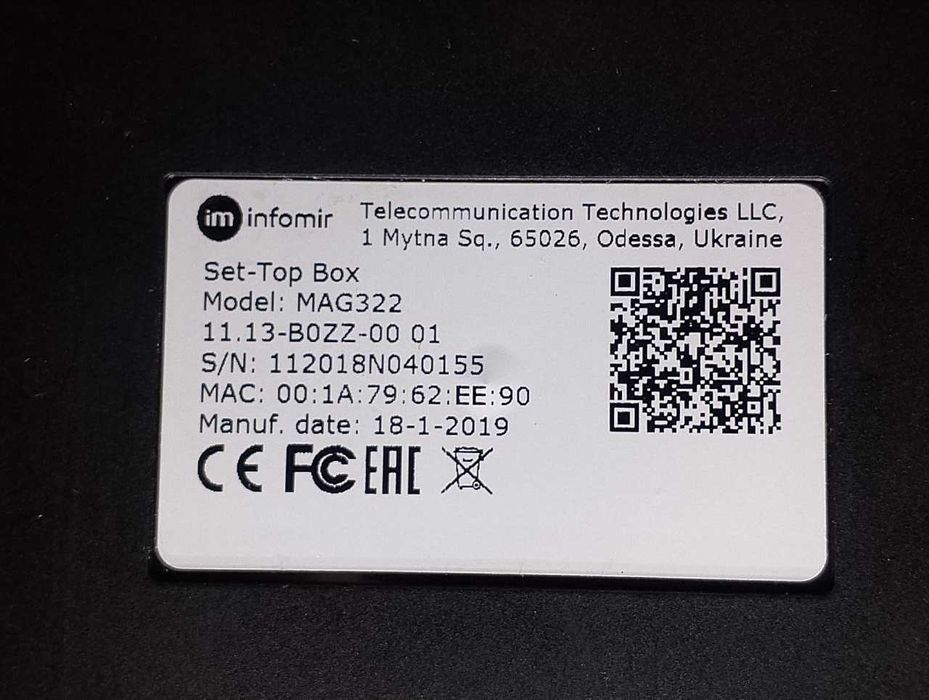 im infomir
Telecommunication Technologies LLC,
1 Mytna Sq., 65026, Odessa, Ukraine
Set-Top Box
Model: MAG322
11.13-B0ZZ-00 01
S/N: 112018N040155
MAC: 00:1A:79:62:EE:90
Manuf. date: 18-1-2019
CE FC EAC